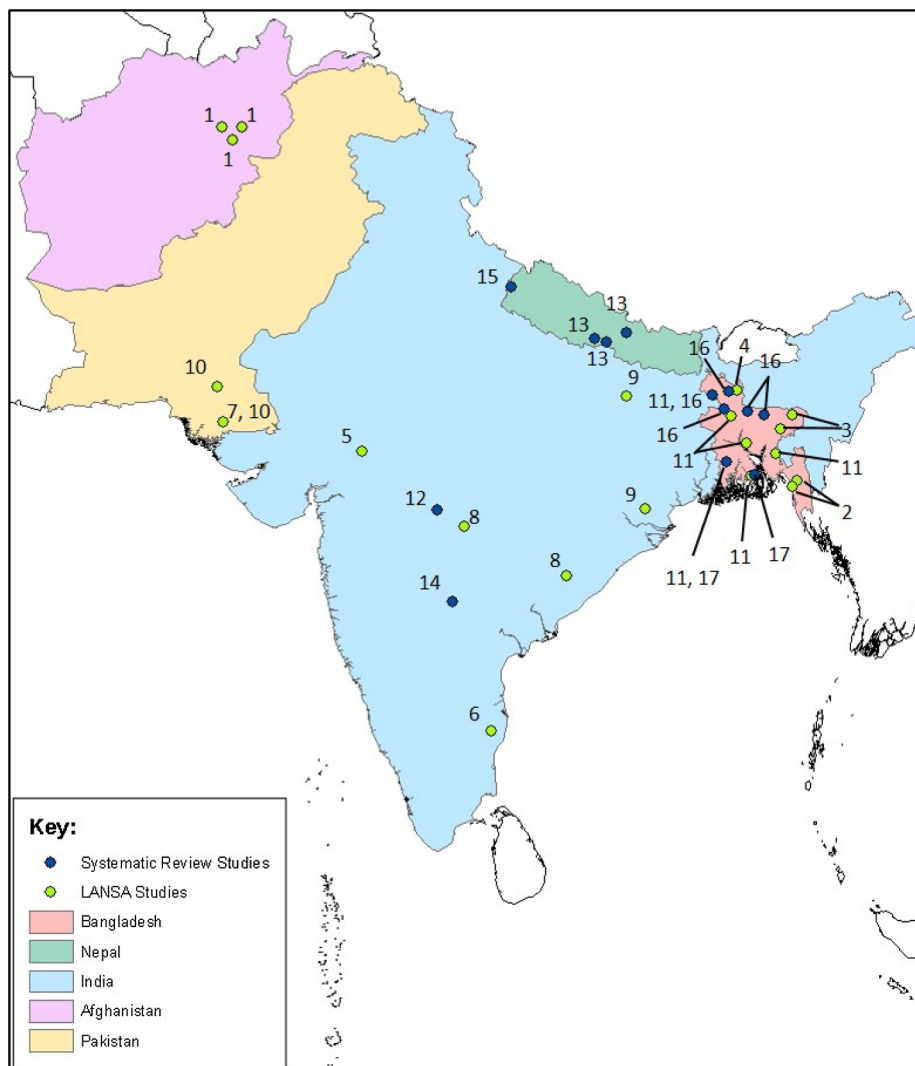 1 1
1
15
13
13
13
10
7, 10
9
16 4 16
11, 16
16
3
11
11
5
12
8
9
2
11 17
11, 17
8
14
6
Key:
Systematic Review Studies
LANSA Studies
Bangladesh
Nepal
India
Afghanistan
Pakistan